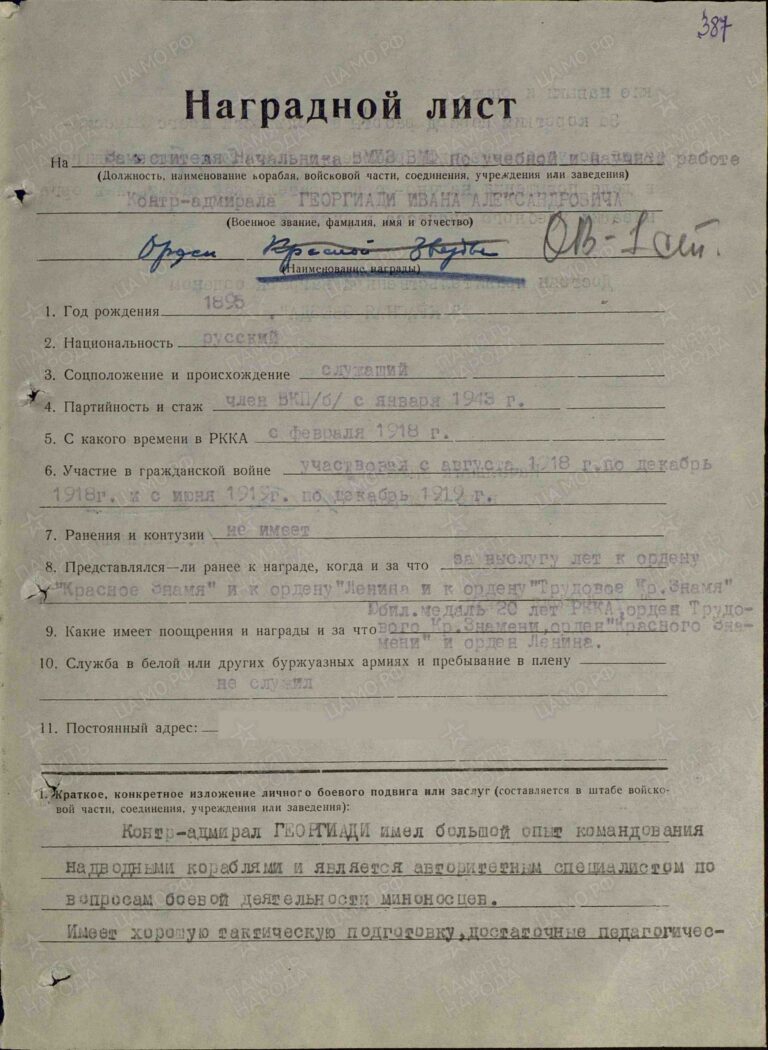 387
Наградной лист
На Заместителя Начальника ВМУЗ ВМФ по учебной и научной работе
(Должность, наименование корабля, войсковой части, соединения, учреждения или заведения)
Контр-адмирала ГЕОРГИАДИ ИВАНА АЛЕКСАНДРОВИЧА
(Военное звание, фамилия, имя и отчество)
Орден Красной Звезды ОВ-I ст.
(Наименование награды)
1. Год рождения 1895 .
2. Национальность русский
3. Соцположение и происхождение служащий
4. Партийность и стаж член ВКП/б/ с января 1943 г.
5. С какого времени в РККА с февраля 1918 г.
6. Участие в гражданской войне участвовал с августа 1918 г.по декабрь
1918г. и с июня 1919г. по декабрь 1919 г.
7. Ранения и контузии не имеет
8. Представлялся—ли ранее к награде, когда и за что за выслугу лет к ордену
"Красное Знамя" и к ордену"Ленина и к ордену"Трудовое Кр.Знамя"
Юбил.медаль 20 лет РККА,орден Трудо-
9. Какие имеет поощрения и награды и за что вого Кр.Знамени,орден"Красного Зна-
мени" и орден Ленина.
10. Служба в белой или других буржуазных армиях и пребывание в плену
не служил
11. Постоянный адрес:
1. Краткое, конкретное изложение личного боевого подвига или заслуг (составляется в штабе войско-
вой части, соединения, учреждения или заведения):
Контр-адмирал ГЕОРГИАДИ имел большой опыт командования
надводными кораблями и является авторитетным специалистом по
вопросам боевой деятельности миноносцев.
Имеет хорошую тактическую подготовку,достаточные педагогичес-